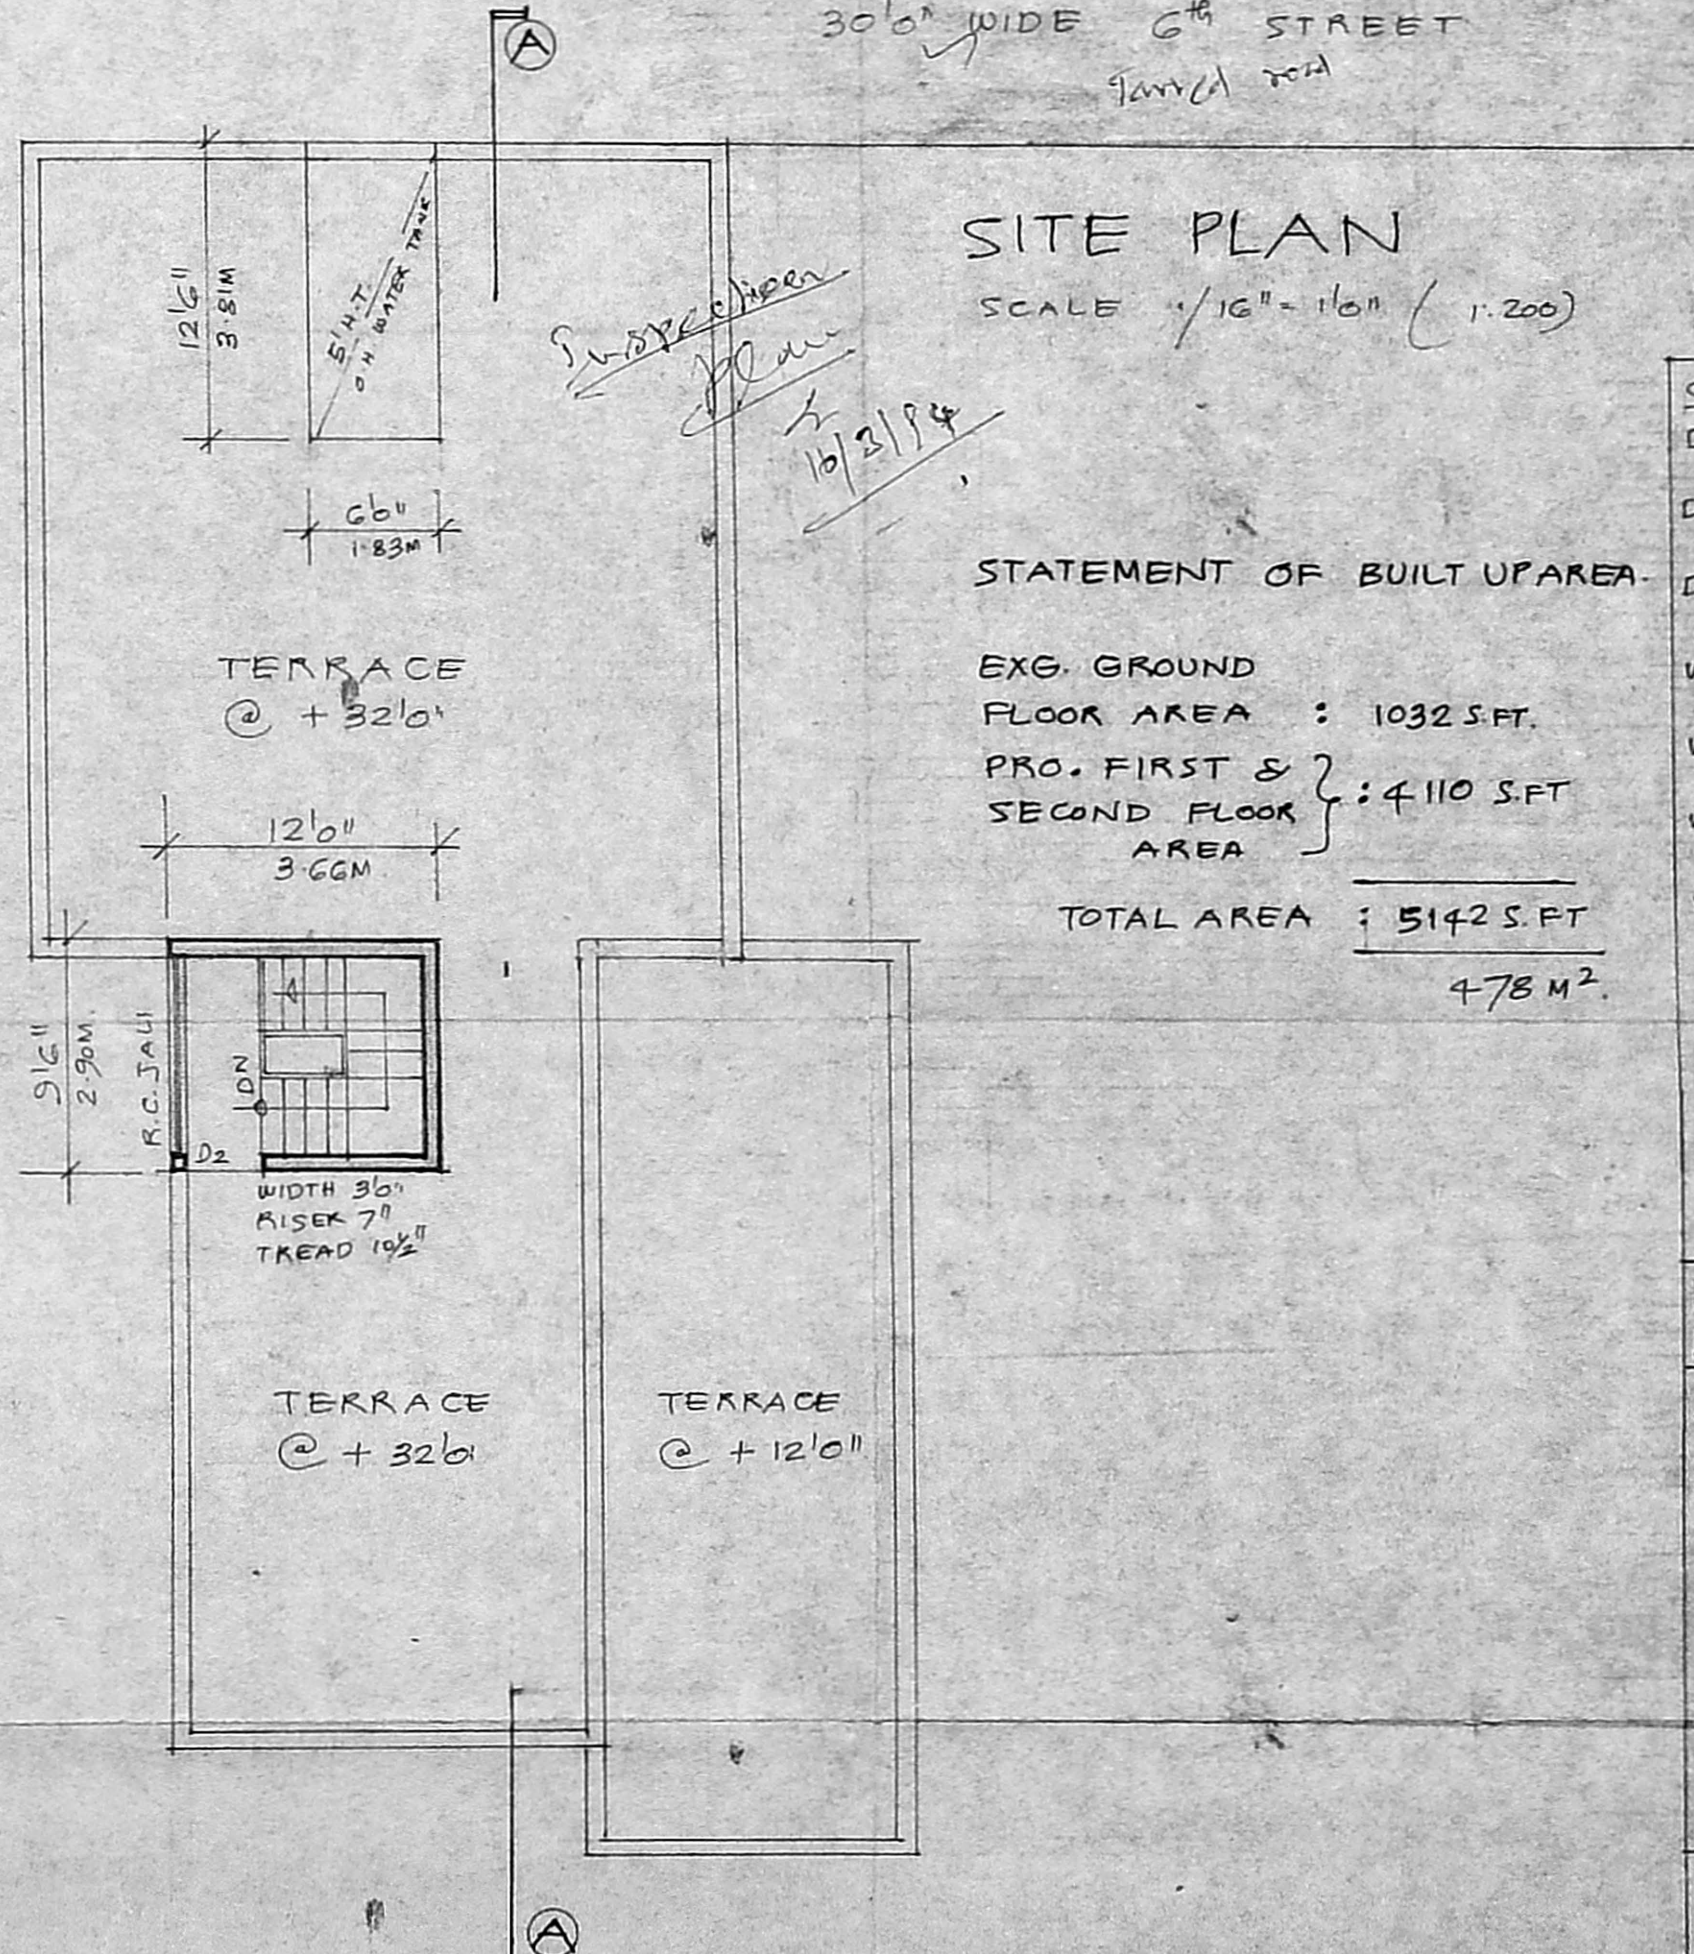 A
30'0" WIDE 6th STREET
Tarred road
SITE PLAN
SCALE 1/16" = 1'0" ( 1:200)
12'6"
3.81M
5' H.T.
O.H WATER TANK
Inspection
plan
16/3/94
6'0"
1.83M
TERRACE
@ + 32'0"
STATEMENT OF BUILT UP AREA.
EXG. GROUND
FLOOR AREA : 1032 S.FT.
PRO. FIRST &
SECOND FLOOR
AREA
: 4110 S.FT
TOTAL AREA : 5142 S.FT
478 M².
12'0"
3.66M
9'6"
2.90M.
R.C. JALI
DN
D2
WIDTH 3'0"
RISER 7"
TREAD 10½"
TERRACE
@ + 32'0"
TERRACE
@ + 12'0"
A